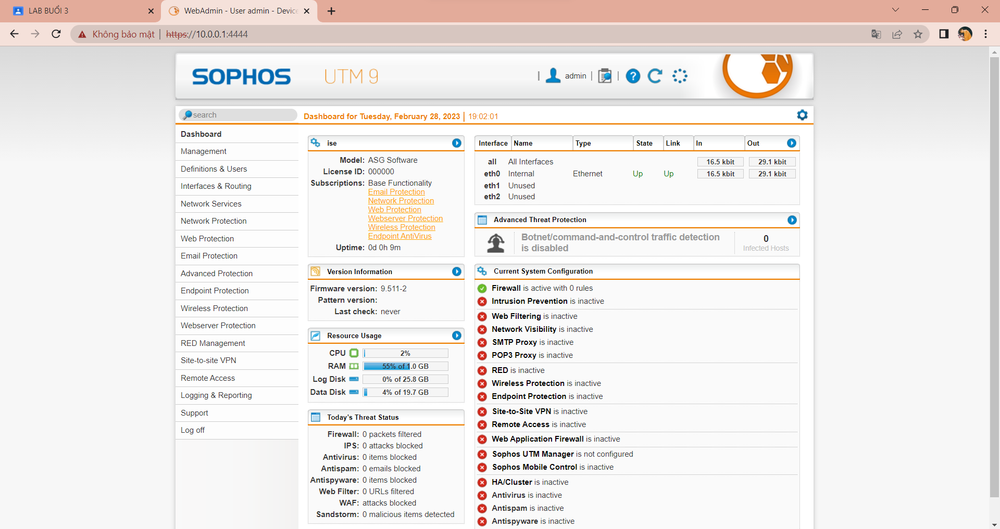 LAB BUỔI 3
WebAdmin - User admin - Device
Không bảo mật | https://10.0.0.1:4444
SOPHOS UTM 9 | admin | |
search
Dashboard for Tuesday, February 28, 2023 | 19:02:01
Dashboard
Management
Definitions & Users
Interfaces & Routing
Network Services
Network Protection
Web Protection
Email Protection
Advanced Protection
Endpoint Protection
Wireless Protection
Webserver Protection
RED Management
Site-to-site VPN
Remote Access
Logging & Reporting
Support
Log off
ise
Model: ASG Software
License ID: 000000
Subscriptions: Base Functionality
Email Protection
Network Protection
Web Protection
Webserver Protection
Wireless Protection
Endpoint AntiVirus
Uptime: 0d 0h 9m
Version Information
Firmware version: 9.511-2
Pattern version:
Last check: never
Resource Usage
CPU 2%
RAM 55% of 1.0 GB
Log Disk 0% of 25.8 GB
Data Disk 4% of 19.7 GB
Today's Threat Status
Firewall: 0 packets filtered
IPS: 0 attacks blocked
Antivirus: 0 items blocked
Antispam: 0 emails blocked
Antispyware: 0 items blocked
Web Filter: 0 URLs filtered
WAF: attacks blocked
Sandstorm: 0 malicious items detected
Interface Name Type State Link In Out
all All Interfaces 16.5 kbit 29.1 kbit
eth0 Internal Ethernet Up Up 16.5 kbit 29.1 kbit
eth1 Unused
eth2 Unused
Advanced Threat Protection
Botnet/command-and-control traffic detection
is disabled
0
Infected Hosts
Current System Configuration
Firewall is active with 0 rules
Intrusion Prevention is inactive
Web Filtering is inactive
Network Visibility is inactive
SMTP Proxy is inactive
POP3 Proxy is inactive
RED is inactive
Wireless Protection is inactive
Endpoint Protection is inactive
Site-to-Site VPN is inactive
Remote Access is inactive
Web Application Firewall is inactive
Sophos UTM Manager is not configured
Sophos Mobile Control is inactive
HA/Cluster is inactive
Antivirus is inactive
Antispam is inactive
Antispyware is inactive